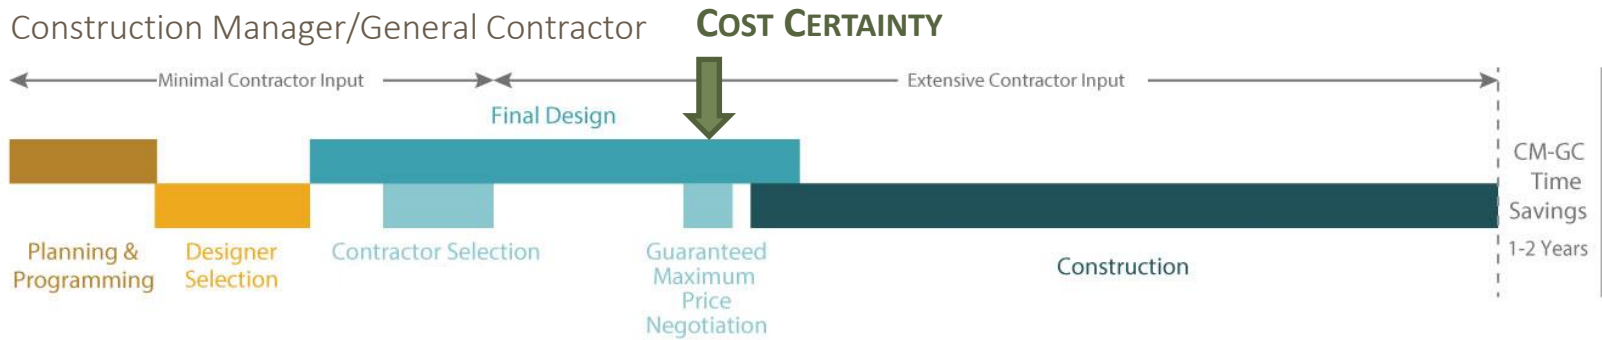 Construction Manager/General Contractor
COST CERTAINTY
Minimal Contractor Input
Extensive Contractor Input
Final Design
CM-GC
Time
Savings
1-2 Years
Planning &
Programming
Designer
Selection
Contractor Selection
Guaranteed
Maximum
Price
Negotiation
Construction